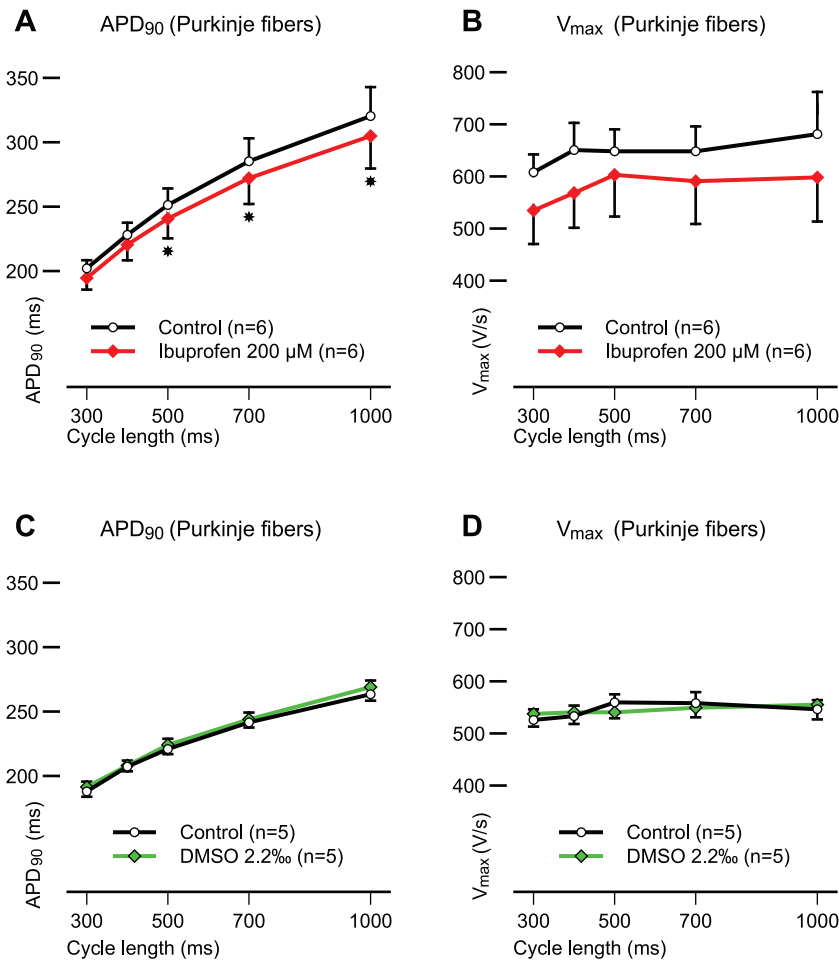 A APD90 (Purkinje fibers)
350
300
250
200
APD90 (ms)
Control (n=6)
Ibuprofen 200 µM (n=6)
300 500 700 1000
Cycle length (ms)
B Vmax (Purkinje fibers)
800
700
600
500
400
Vmax (V/s)
Control (n=6)
Ibuprofen 200 µM (n=6)
300 500 700 1000
Cycle length (ms)
C APD90 (Purkinje fibers)
350
300
250
200
APD90 (ms)
Control (n=5)
DMSO 2.2‰ (n=5)
300 500 700 1000
Cycle length (ms)
D Vmax (Purkinje fibers)
800
700
600
500
400
Vmax (V/s)
Control (n=5)
DMSO 2.2‰ (n=5)
300 500 700 1000
Cycle length (ms)